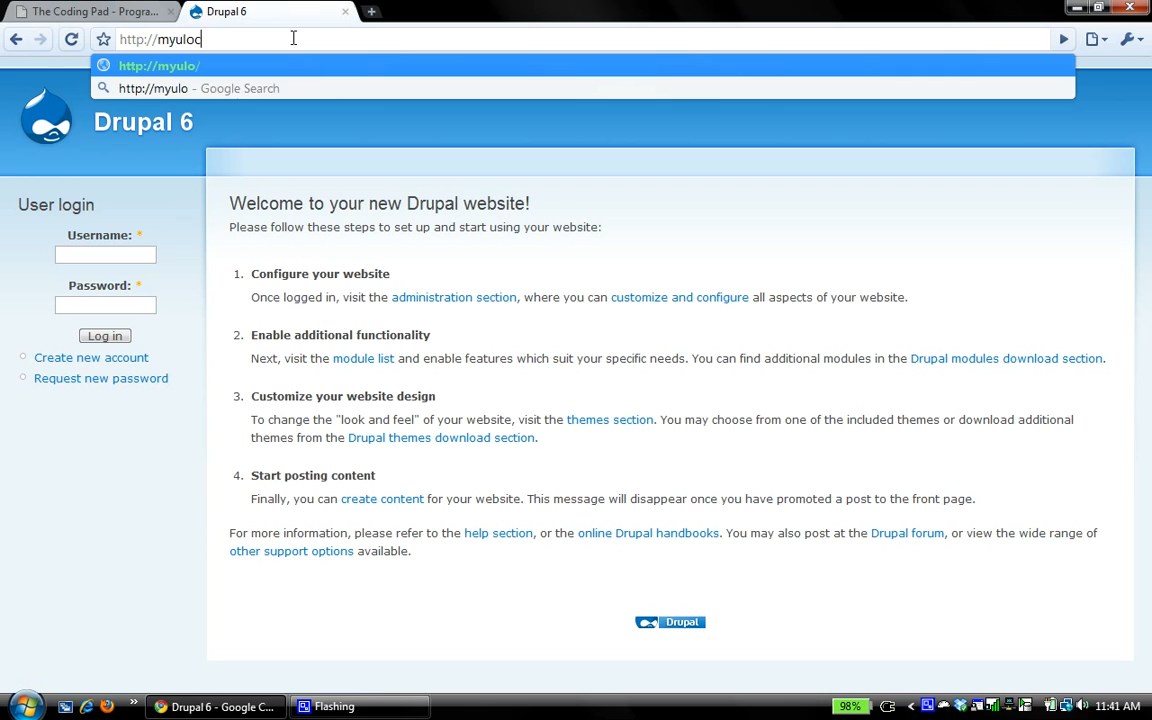 The Coding Pad - Progra...
Drupal 6
http://myuloc
http://myulo/
http://myulo - Google Search
Drupal 6
User login
Username: *
Password: *
Log in
Create new account
Request new password
Welcome to your new Drupal website!
Please follow these steps to set up and start using your website:
1. Configure your website
Once logged in, visit the administration section, where you can customize and configure all aspects of your website.
2. Enable additional functionality
Next, visit the module list and enable features which suit your specific needs. You can find additional modules in the Drupal modules download section.
3. Customize your website design
To change the "look and feel" of your website, visit the themes section. You may choose from one of the included themes or download additional
themes from the Drupal themes download section.
4. Start posting content
Finally, you can create content for your website. This message will disappear once you have promoted a post to the front page.
For more information, please refer to the help section, or the online Drupal handbooks. You may also post at the Drupal forum, or view the wide range of
other support options available.
Drupal
Drupal 6 - Google C...
Flashing
98%
11:41 AM